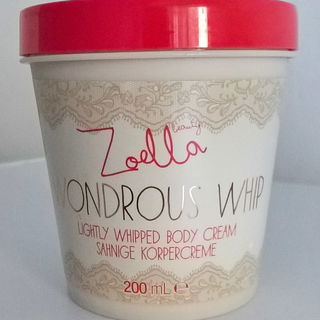 Zoella
beauty
WONDROUS WHIP
LIGHTLY WHIPPED BODY CREAM
SAHNIGE KORPERCREME
200 mL e